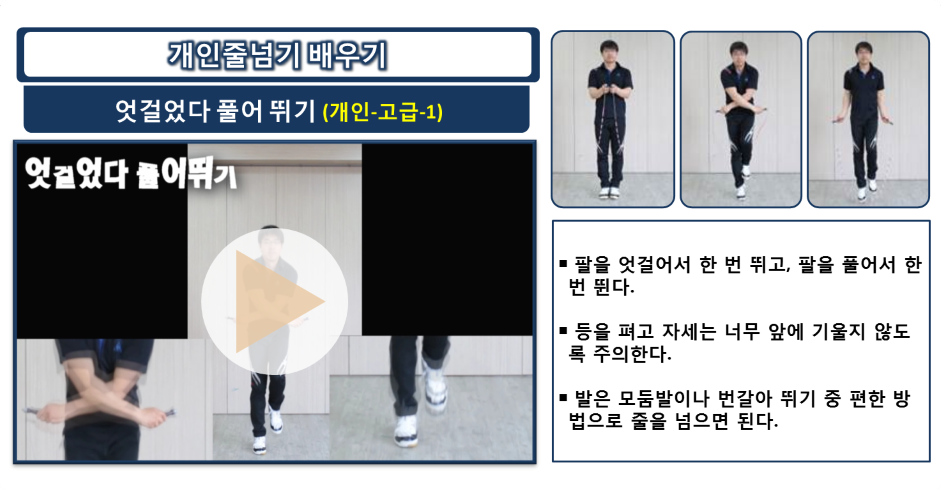 개인줄넘기 배우기
엇걸었다 풀어 뛰기 (개인-고급-1)
엇걸었다 풀어뛰기
▪ 팔을 엇걸어서 한 번 뛰고, 팔을 풀어서 한
번 뛴다.
▪ 등을 펴고 자세는 너무 앞에 기울지 않도
록 주의한다.
▪ 발은 모둠발이나 번갈아 뛰기 중 편한 방
법으로 줄을 넘으면 된다.